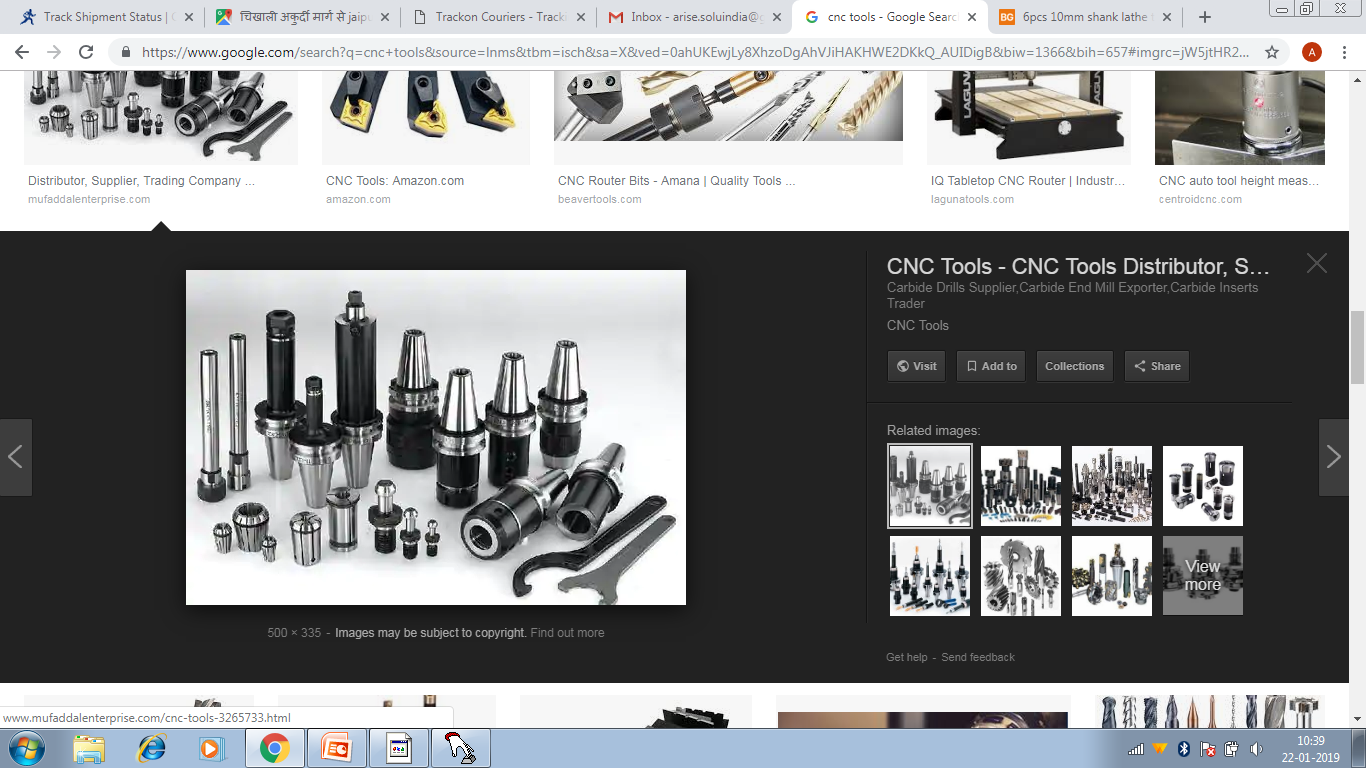 Track Shipment Status | 
चिखाली अकुर्दी मार्ग से jaip
Trackon Couriers - Tracki
Inbox - arise.soluindia@g
cnc tools - Google Searc
BG
6pcs 10mm shank lathe t
https://www.google.com/search?q=cnc+tools&source=lnms&tbm=isch&sa=X&ved=0ahUKEwjLy8XhzoDgAhVJiHAKHWE2DKkQ_AUIDigB&biw=1366&bih=657#imgrc=jW5jtHR2...
A
LAGUNA
Distributor, Supplier, Trading Company ...
mufaddalenterprise.com
CNC Tools: Amazon.com
amazon.com
CNC Router Bits - Amana | Quality Tools ...
beavertools.com
IQ Tabletop CNC Router | Industr...
lagunatools.com
CNC auto tool height meas...
centroidcnc.com
CNC Tools - CNC Tools Distributor, S...
Carbide Drills Supplier,Carbide End Mill Exporter,Carbide Inserts
Trader
CNC Tools
Visit
Add to
Collections
Share
Related images:
View
more
500 × 335 - Images may be subject to copyright. Find out more
Get help - Send feedback
www.mufaddalenterprise.com/cnc-tools-3265733.html
10:39
22-01-2019